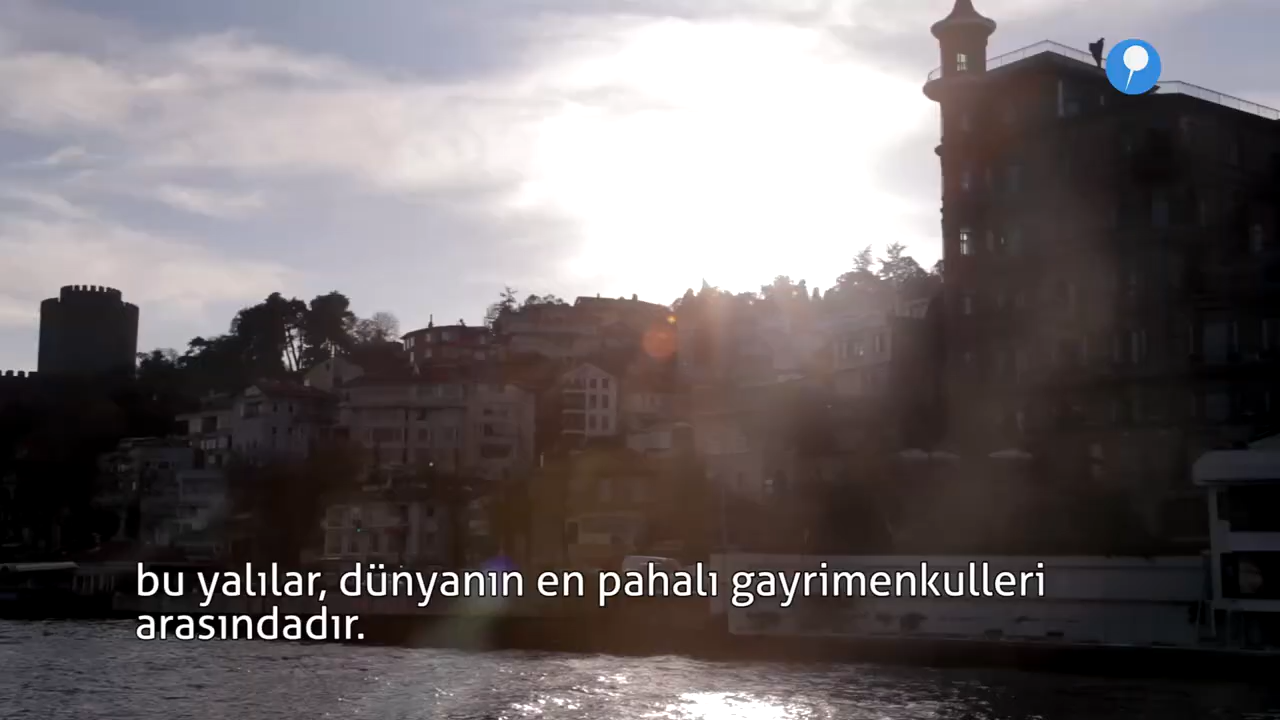 bu yalılar, dünyanın en pahalı gayrimenkulleri
arasındadır.